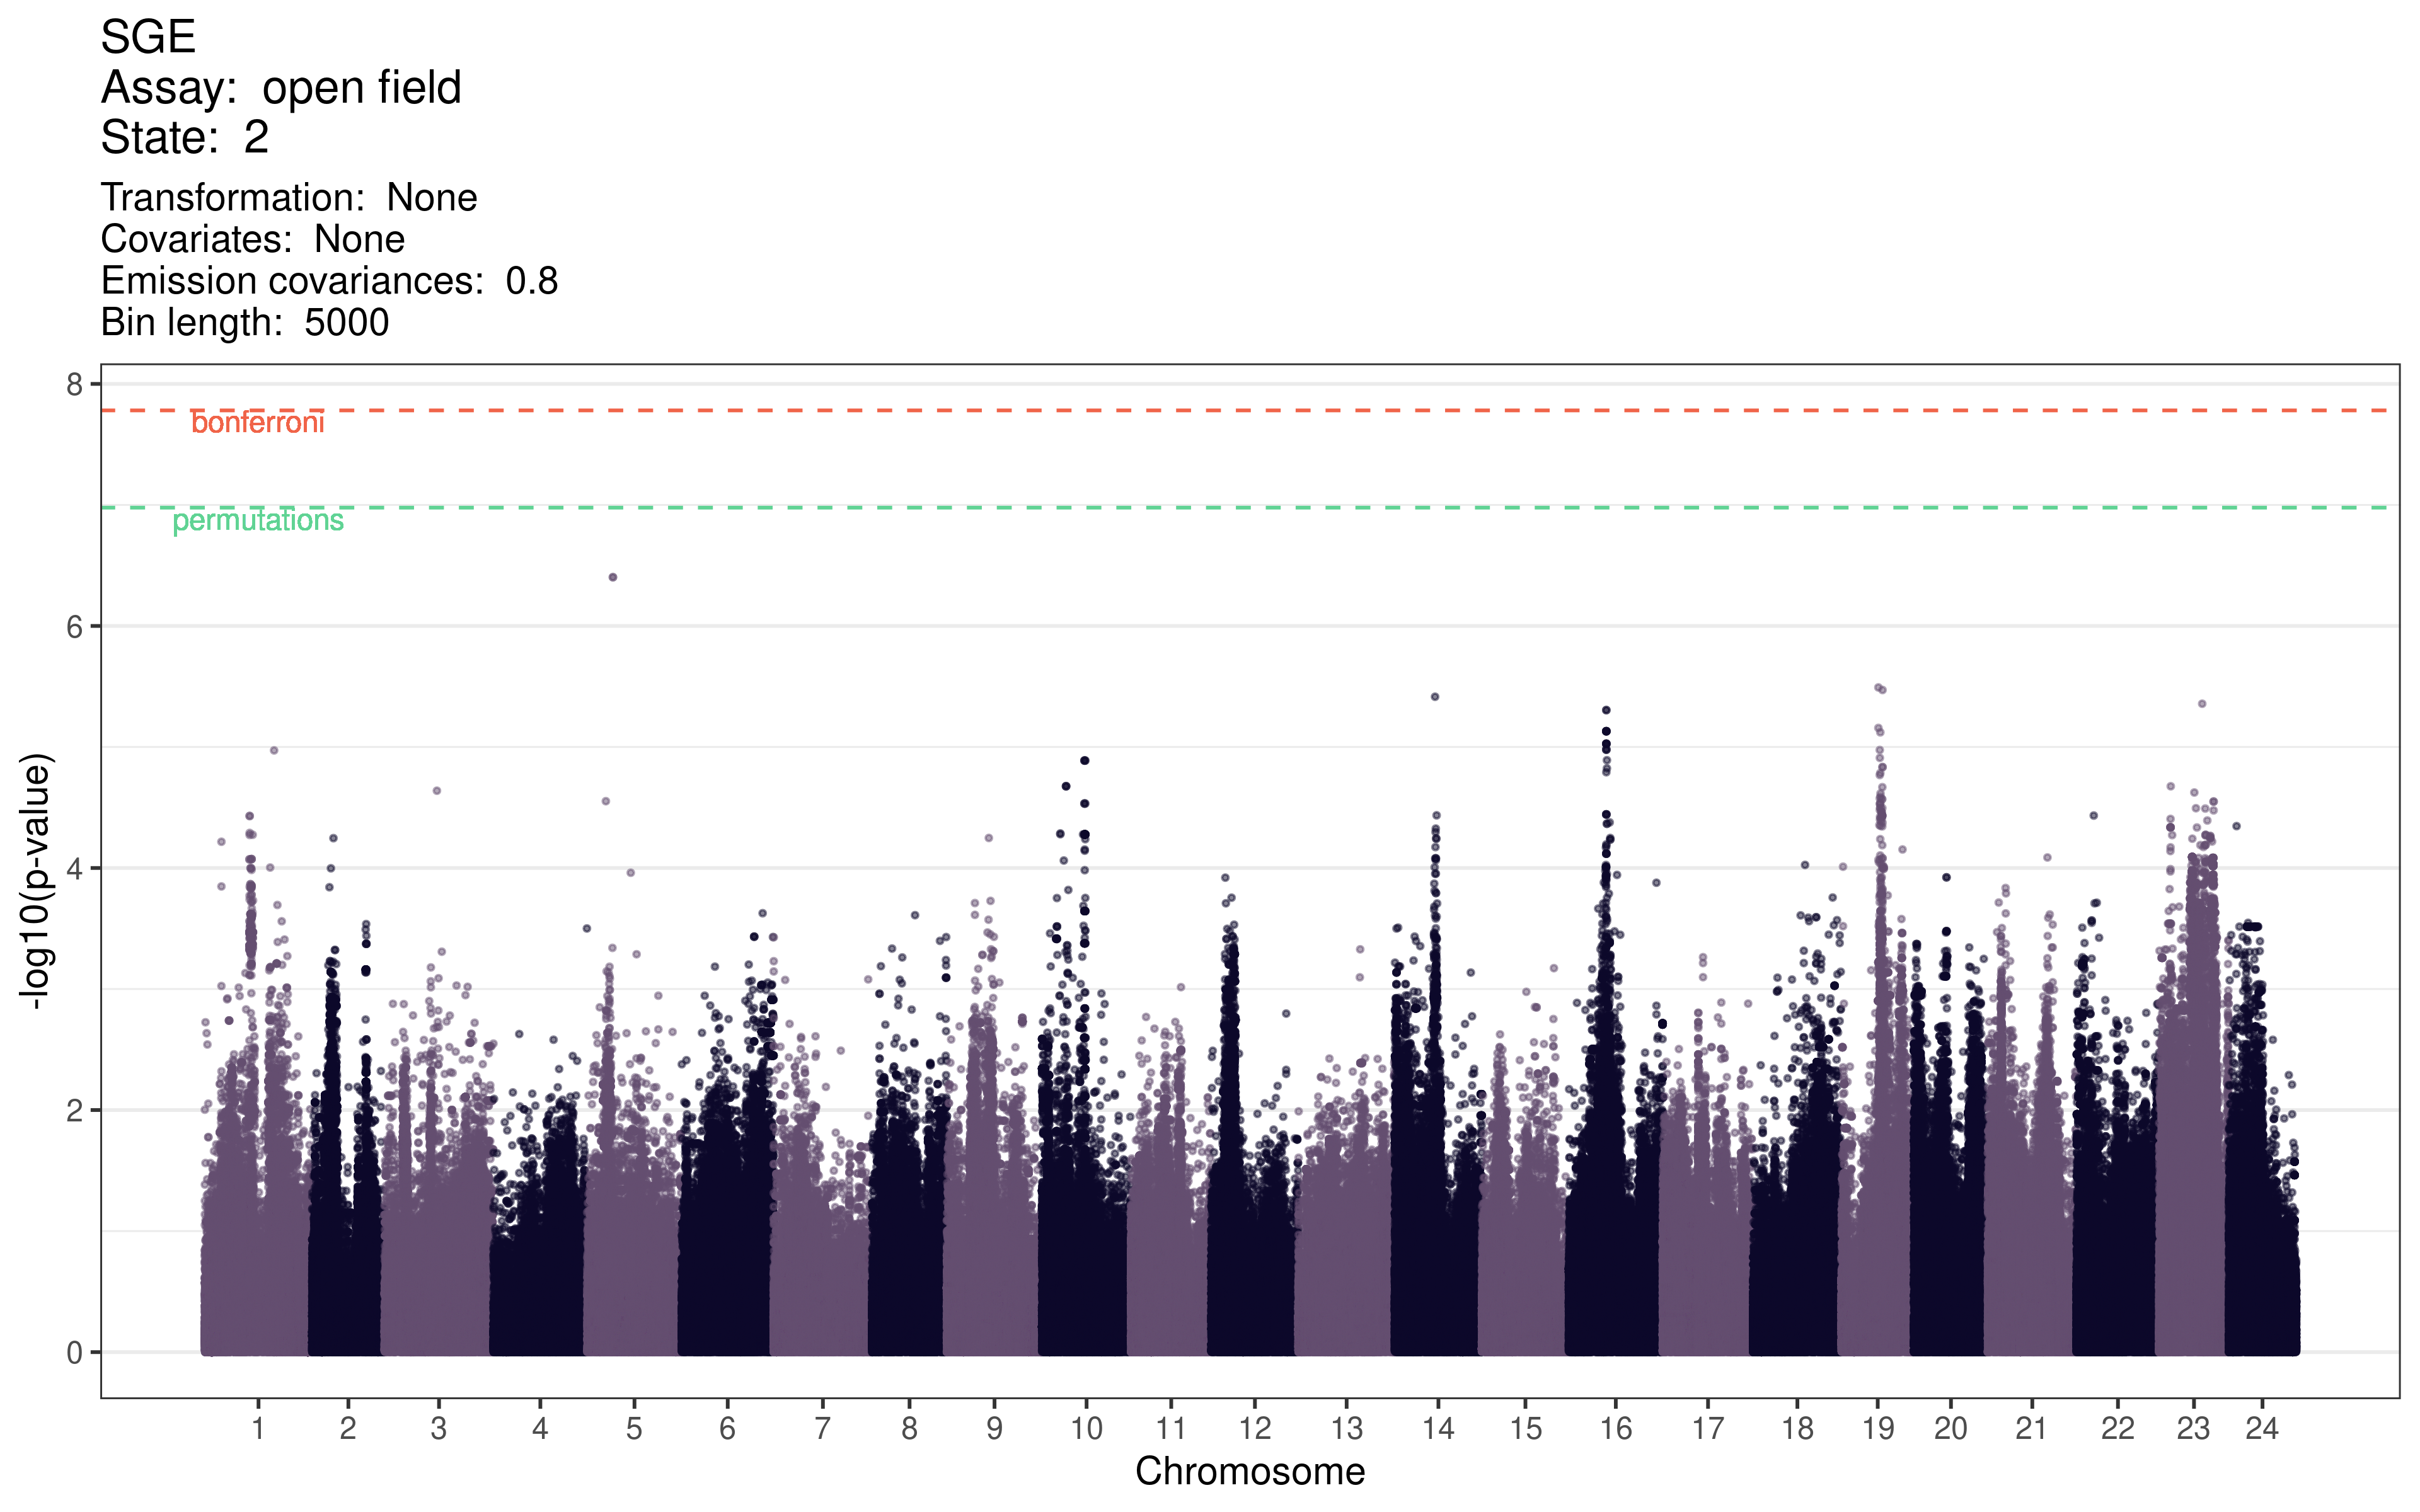 SGE
Assay: open field
State: 2
Transformation: None
Covariates: None
Emission covariances: 0.8
Bin length: 5000
8
bonferroni
permutations
6
4
2
0
-log10(p-value)
1 2 3 4 5 6 7 8 9 10 11 12 13 14 15 16 17 18 19 20 21 22 23 24
Chromosome